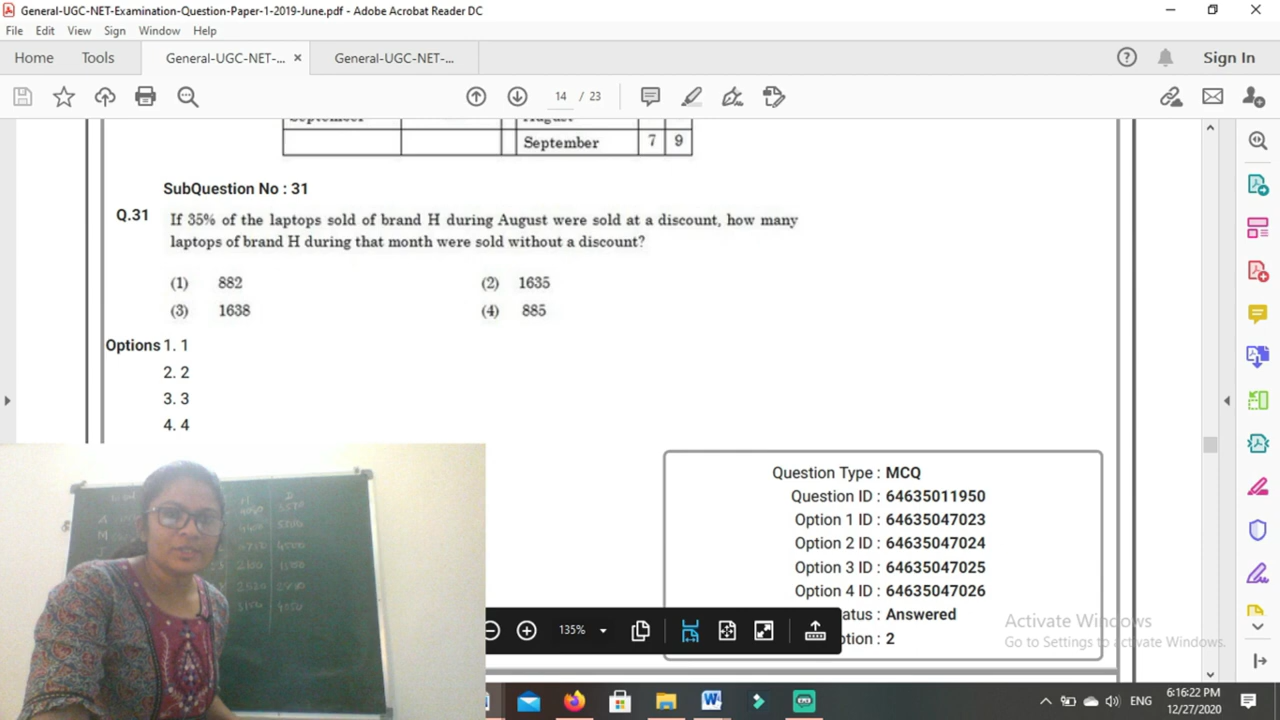 General-UGC-NET-Examination-Question-Paper-1-2019-June.pdf - Adobe Acrobat Reader DC
File Edit View Sign Window Help
Home Tools General-UGC-NET-... × General-UGC-NET-... Sign In
14 / 23
September August
September 7 9
SubQuestion No : 31
Q.31 If 35% of the laptops sold of brand H during August were sold at a discount, how many
laptops of brand H during that month were sold without a discount?
(1) 882 (2) 1635
(3) 1638 (4) 885
Options 1. 1
2. 2
3. 3
4. 4
Question Type : MCQ
Question ID : 64635011950
Option 1 ID : 64635047023
Option 2 ID : 64635047024
Option 3 ID : 64635047025
Option 4 ID : 64635047026
atus : Answered
ption : 2
135%
Activate Windows
Go to Settings to activate Windows.
H D
2520
ENG 6:16:22 PM
12/27/2020